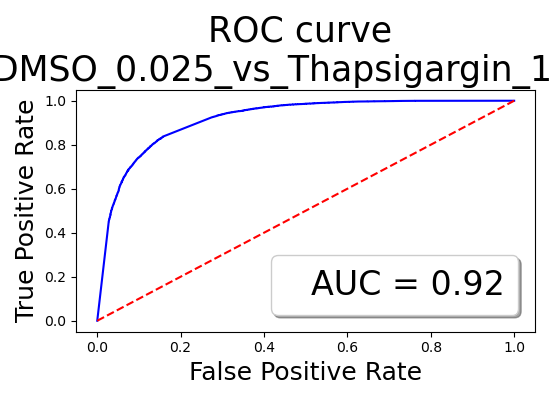 ROC curve
DMSO_0.025_vs_Thapsigargin_1
True Positive Rate
1.0
0.8
0.6
0.4
0.2
0.0
AUC = 0.92
0.0 0.2 0.4 0.6 0.8 1.0
False Positive Rate